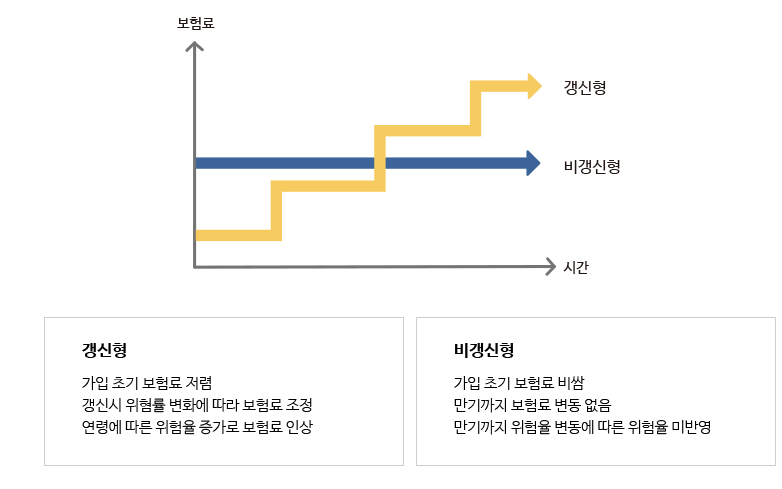 보험료
갱신형
비갱신형
시간
갱신형
가입 초기 보험료 저렴
갱신시 위험률 변화에 따라 보험료 조정
연령에 따른 위험율 증가로 보험료 인상
비갱신형
가입 초기 보험료 비쌈
만기까지 보험료 변동 없음
만기까지 위험율 변동에 따른 위험율 미반영